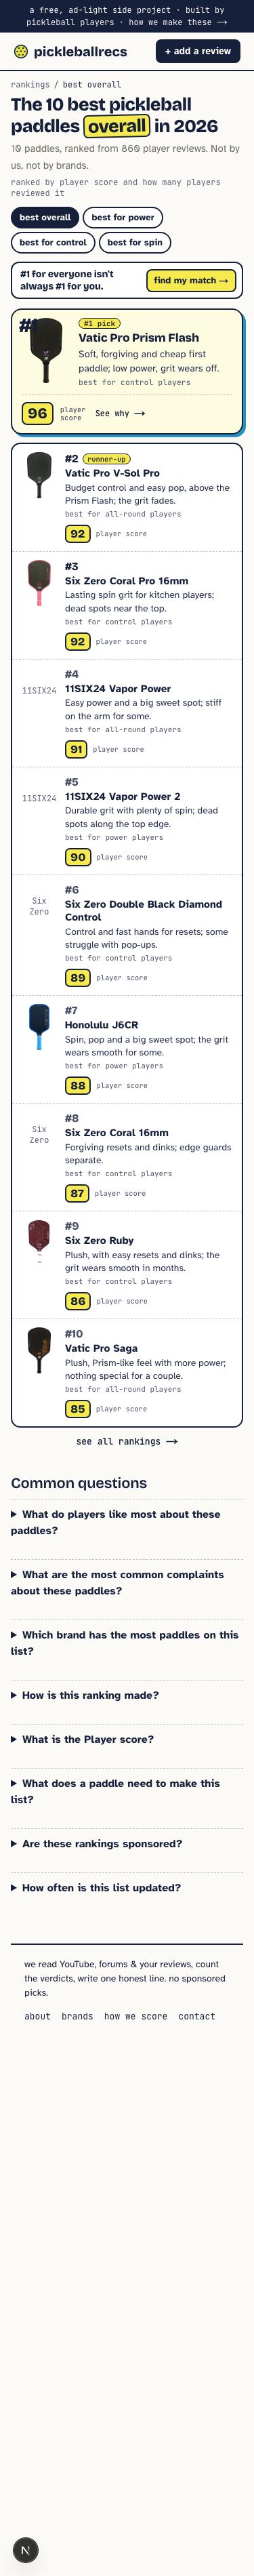 a free, ad-light side project · built by
pickleball players · how we make these →
pickleballrecs
+ add a review
rankings / best overall
The 10 best pickleball
paddles overall in 2026
10 paddles, ranked from 860 player reviews. Not by
us, not by brands.
ranked by player score and how many players
reviewed it
best overall
best for power
best for control
best for spin
#1 for everyone isn't
always #1 for you.
find my match →
#1
#1 pick
Vatic Pro Prism Flash
Soft, forgiving and cheap first
paddle; low power, grit wears off.
best for control players
96
player
score
See why →
#2 runner-up
Vatic Pro V-Sol Pro
Budget control and easy pop, above the
Prism Flash; the grit fades.
best for all-round players
92 player score
#3
Six Zero Coral Pro 16mm
Lasting spin grit for kitchen players;
dead spots near the top.
best for control players
92 player score
11SIX24
#4
11SIX24 Vapor Power
Easy power and a big sweet spot; stiff
on the arm for some.
best for all-round players
91 player score
11SIX24
#5
11SIX24 Vapor Power 2
Durable grit with plenty of spin; dead
spots along the top edge.
best for power players
90 player score
Six
Zero
#6
Six Zero Double Black Diamond
Control
Control and fast hands for resets; some
struggle with pop-ups.
best for control players
89 player score
#7
Honolulu J6CR
Spin, pop and a big sweet spot; the grit
wears smooth for some.
best for power players
88 player score
Six
Zero
#8
Six Zero Coral 16mm
Forgiving resets and dinks; edge guards
separate.
best for control players
87 player score
#9
Six Zero Ruby
Plush, with easy resets and dinks; the
grit wears smooth in months.
best for control players
86 player score
#10
Vatic Pro Saga
Plush, Prism-like feel with more power;
nothing special for a couple.
best for all-round players
85 player score
see all rankings →
Common questions
▶ What do players like most about these
paddles?
▶ What are the most common complaints
about these paddles?
▶ Which brand has the most paddles on this
list?
▶ How is this ranking made?
▶ What is the Player score?
▶ What does a paddle need to make this
list?
▶ Are these rankings sponsored?
▶ How often is this list updated?
we read YouTube, forums & your reviews, count
the verdicts, write one honest line. no sponsored
picks.
about brands how we score contact
N